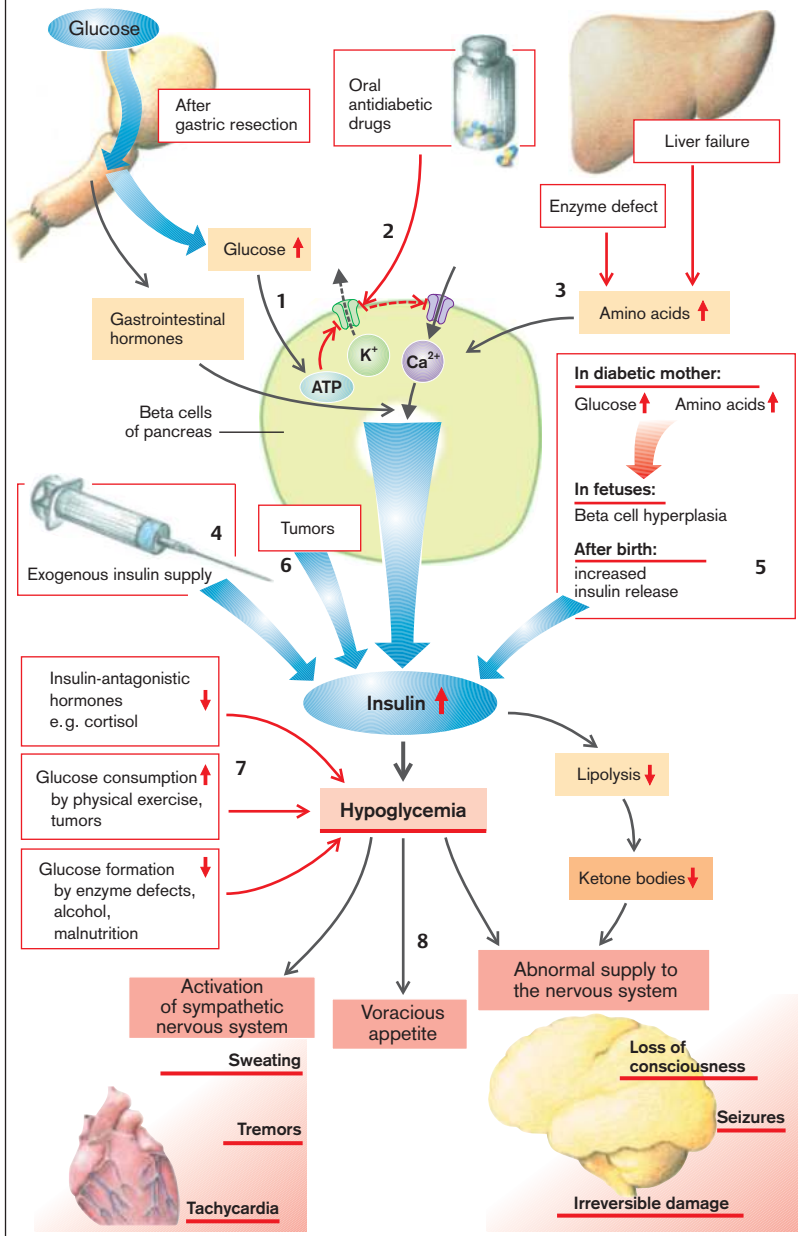 Glucose
After
gastric resection
Oral
antidiabetic
drugs
Liver failure
Enzyme defect
Glucose
1
2
3
Amino acids
Gastrointestinal
hormones
K+
Ca2+
ATP
Beta cells
of pancreas
In diabetic mother:
Glucose Amino acids
In fetuses:
Beta cell hyperplasia
After birth:
increased
insulin release
5
4
Exogenous insulin supply
Tumors
6
Insulin
Insulin-antagonistic
hormones
e.g. cortisol
7
Glucose consumption
by physical exercise,
tumors
Glucose formation
by enzyme defects,
alcohol,
malnutrition
Hypoglycemia
Lipolysis
Ketone bodies
8
Activation
of sympathetic
nervous system
Voracious
appetite
Abnormal supply to
the nervous system
Sweating
Tremors
Tachycardia
Loss of
consciousness
Seizures
Irreversible damage